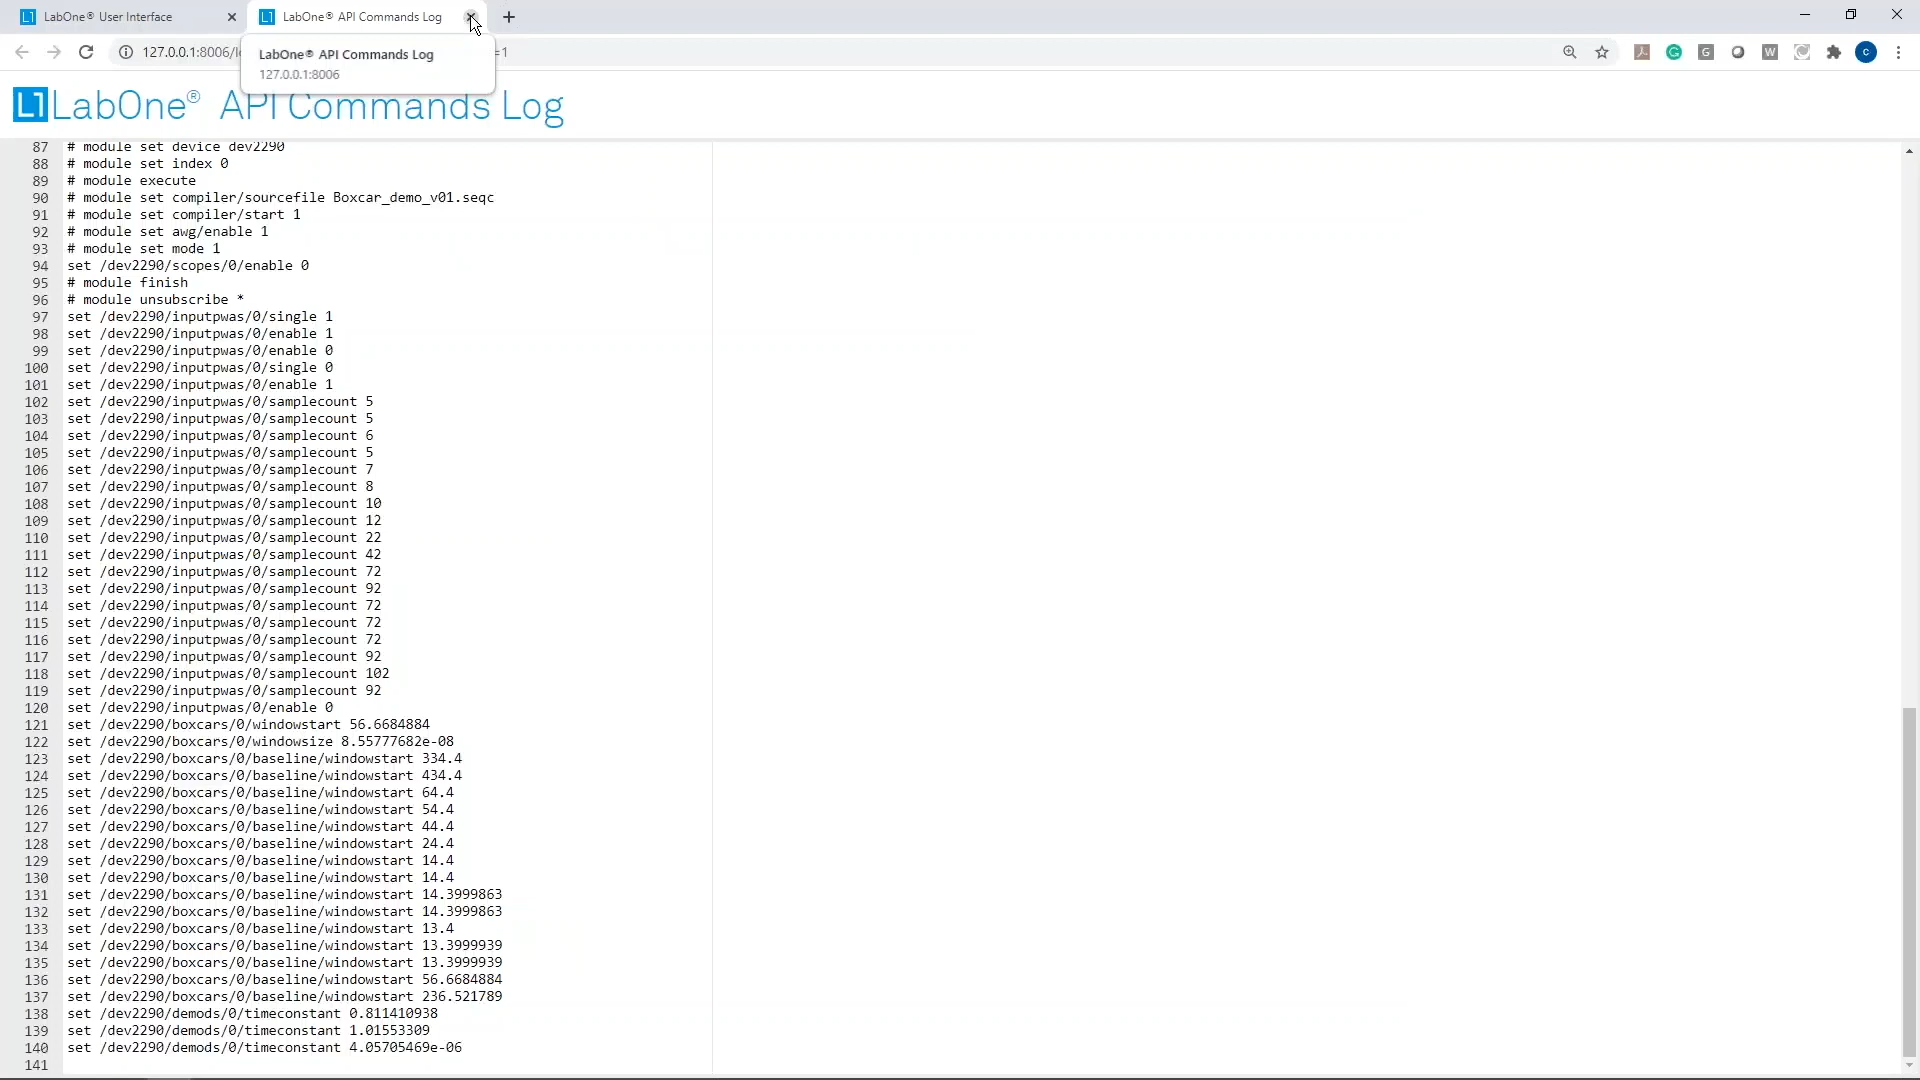 LabOne® User Interface
LabOne® API Commands Log
127.0.0.1:8006/l
=1
LabOne® API Commands Log
127.0.0.1:8006
LabOne® API Commands Log
87 # module set device dev2290
88 # module set index 0
89 # module execute
90 # module set compiler/sourcefile Boxcar_demo_v01.seqc
91 # module set compiler/start 1
92 # module set awg/enable 1
93 # module set mode 1
94 set /dev2290/scopes/0/enable 0
95 # module finish
96 # module unsubscribe *
97 set /dev2290/inputpwas/0/single 1
98 set /dev2290/inputpwas/0/enable 1
99 set /dev2290/inputpwas/0/enable 0
100 set /dev2290/inputpwas/0/single 0
101 set /dev2290/inputpwas/0/enable 1
102 set /dev2290/inputpwas/0/samplecount 5
103 set /dev2290/inputpwas/0/samplecount 5
104 set /dev2290/inputpwas/0/samplecount 6
105 set /dev2290/inputpwas/0/samplecount 5
106 set /dev2290/inputpwas/0/samplecount 7
107 set /dev2290/inputpwas/0/samplecount 8
108 set /dev2290/inputpwas/0/samplecount 10
109 set /dev2290/inputpwas/0/samplecount 12
110 set /dev2290/inputpwas/0/samplecount 22
111 set /dev2290/inputpwas/0/samplecount 42
112 set /dev2290/inputpwas/0/samplecount 72
113 set /dev2290/inputpwas/0/samplecount 92
114 set /dev2290/inputpwas/0/samplecount 72
115 set /dev2290/inputpwas/0/samplecount 72
116 set /dev2290/inputpwas/0/samplecount 72
117 set /dev2290/inputpwas/0/samplecount 92
118 set /dev2290/inputpwas/0/samplecount 102
119 set /dev2290/inputpwas/0/samplecount 92
120 set /dev2290/inputpwas/0/enable 0
121 set /dev2290/boxcars/0/windowstart 56.6684884
122 set /dev2290/boxcars/0/windowsize 8.55777682e-08
123 set /dev2290/boxcars/0/baseline/windowstart 334.4
124 set /dev2290/boxcars/0/baseline/windowstart 434.4
125 set /dev2290/boxcars/0/baseline/windowstart 64.4
126 set /dev2290/boxcars/0/baseline/windowstart 54.4
127 set /dev2290/boxcars/0/baseline/windowstart 44.4
128 set /dev2290/boxcars/0/baseline/windowstart 24.4
129 set /dev2290/boxcars/0/baseline/windowstart 14.4
130 set /dev2290/boxcars/0/baseline/windowstart 14.4
131 set /dev2290/boxcars/0/baseline/windowstart 14.3999863
132 set /dev2290/boxcars/0/baseline/windowstart 14.3999863
133 set /dev2290/boxcars/0/baseline/windowstart 13.4
134 set /dev2290/boxcars/0/baseline/windowstart 13.3999939
135 set /dev2290/boxcars/0/baseline/windowstart 13.3999939
136 set /dev2290/boxcars/0/baseline/windowstart 56.6684884
137 set /dev2290/boxcars/0/baseline/windowstart 236.521789
138 set /dev2290/demods/0/timeconstant 0.811410938
139 set /dev2290/demods/0/timeconstant 1.01553309
140 set /dev2290/demods/0/timeconstant 4.05705469e-06
141